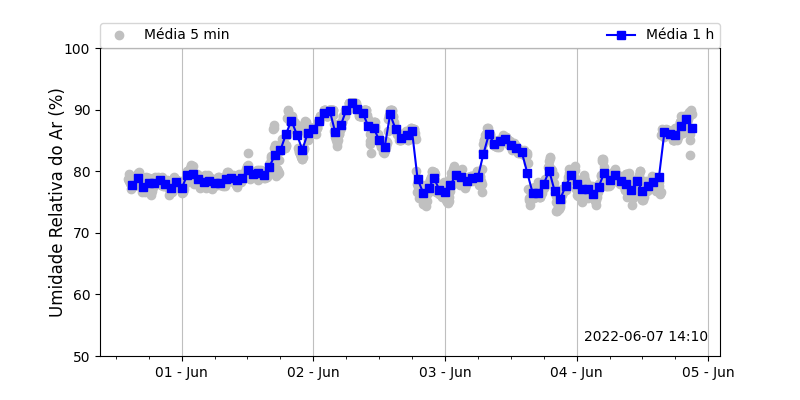 Média 5 min
Média 1 h
100
90
80
70
60
50
Umidade Relativa do Ar (%)
2022-06-07 14:10
01 - Jun
02 - Jun
03 - Jun
04 - Jun
05 - Jun